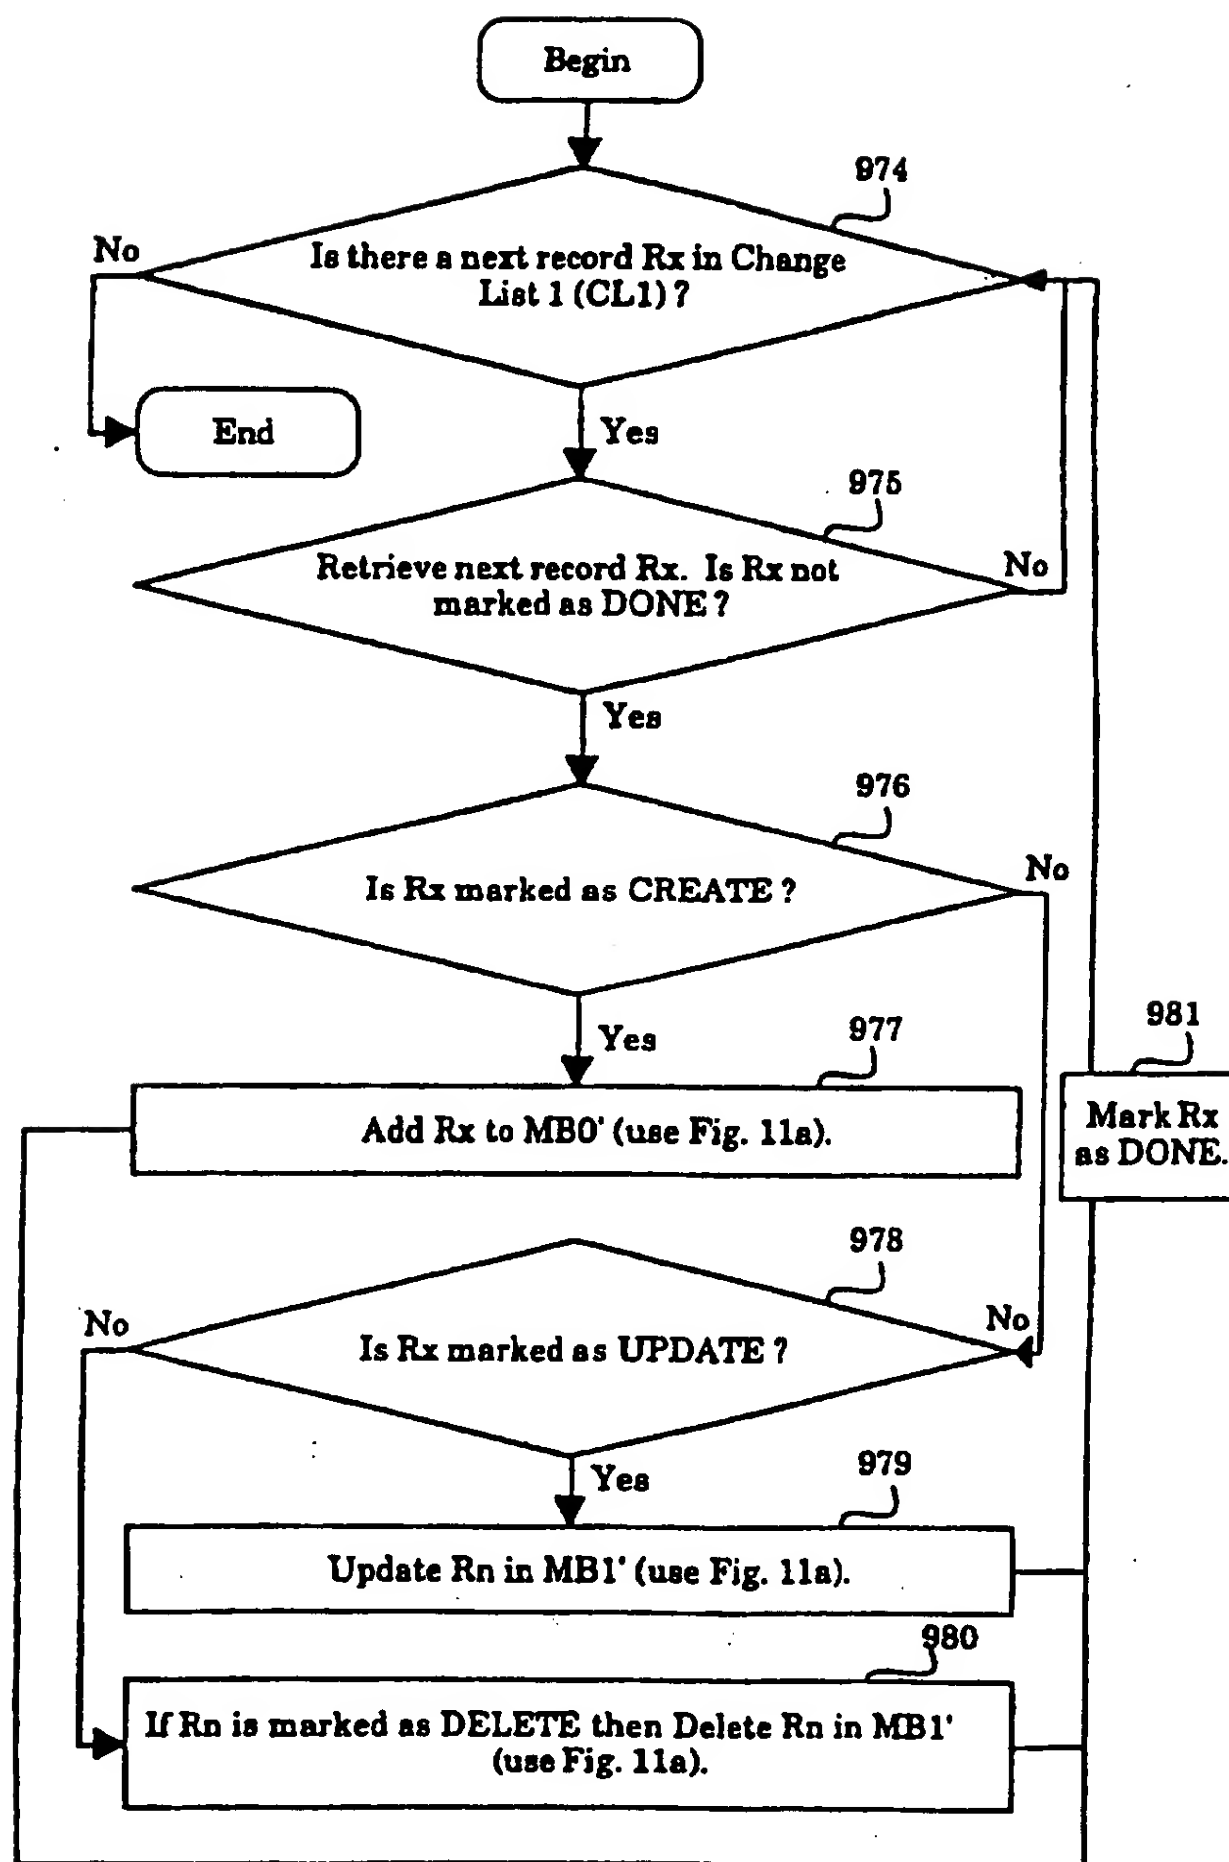 Begin
974
No
Is there a next record Rx in Change
List 1 (CL1) ?
End
Yes
975
Retrieve next record Rx. Is Rx not
marked as DONE ?
No
Yes
976
Is Rx marked as CREATE ?
No
Yes
977
981
Add Rx to MB0' (use Fig. 11a).
Mark Rx
as DONE.
978
No
Is Rx marked as UPDATE ?
No
Yes
979
Update Rn in MB1' (use Fig. 11a).
980
If Rn is marked as DELETE then Delete Rn in MB1'
(use Fig. 11a).